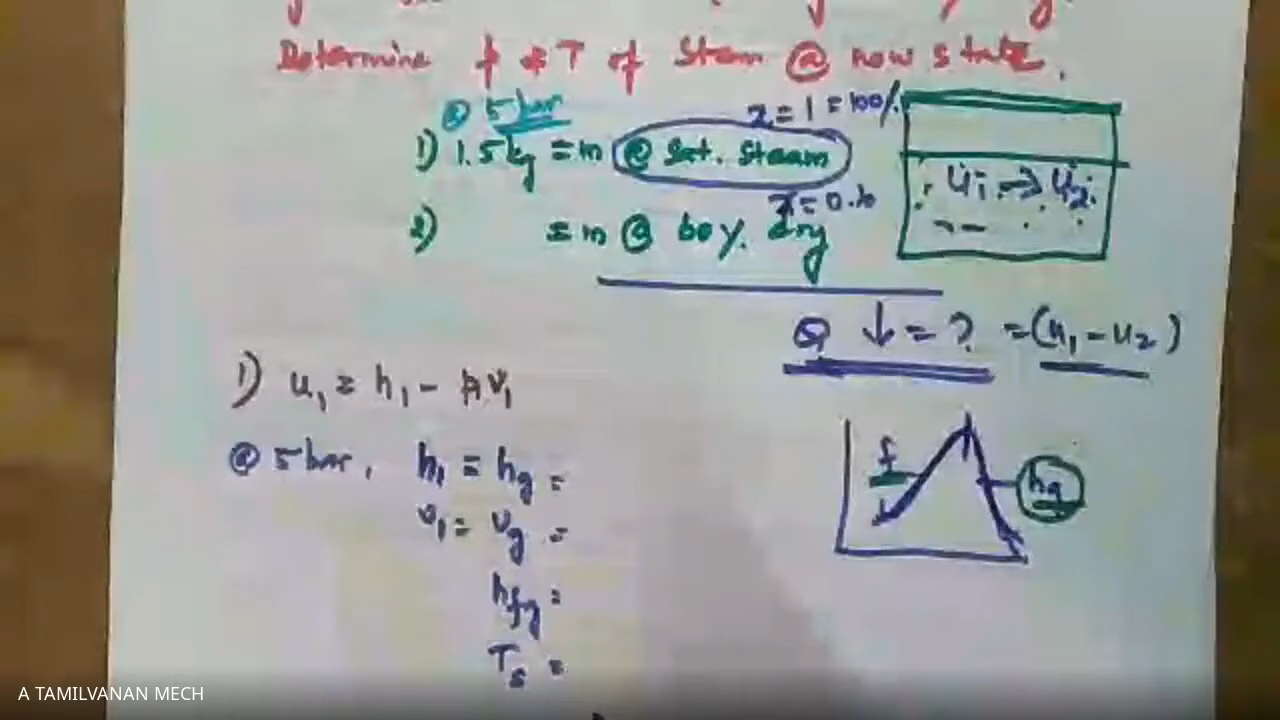 Determine p & T of Steam @ new state.
@ 5 bar
x = 1 = 100%
1) 1.5 kg = m @ Sat. Steam
u1 → u2
x = 0.6
2) = m @ 60%. dry
Q ↓ = ? = (u1 - u2)
1) u1 = h1 - p1v1
@ 5 bar, h1 = hg =
f
hg
v1 = vg =
hfg =
Ts =
A TAMILVANAN MECH